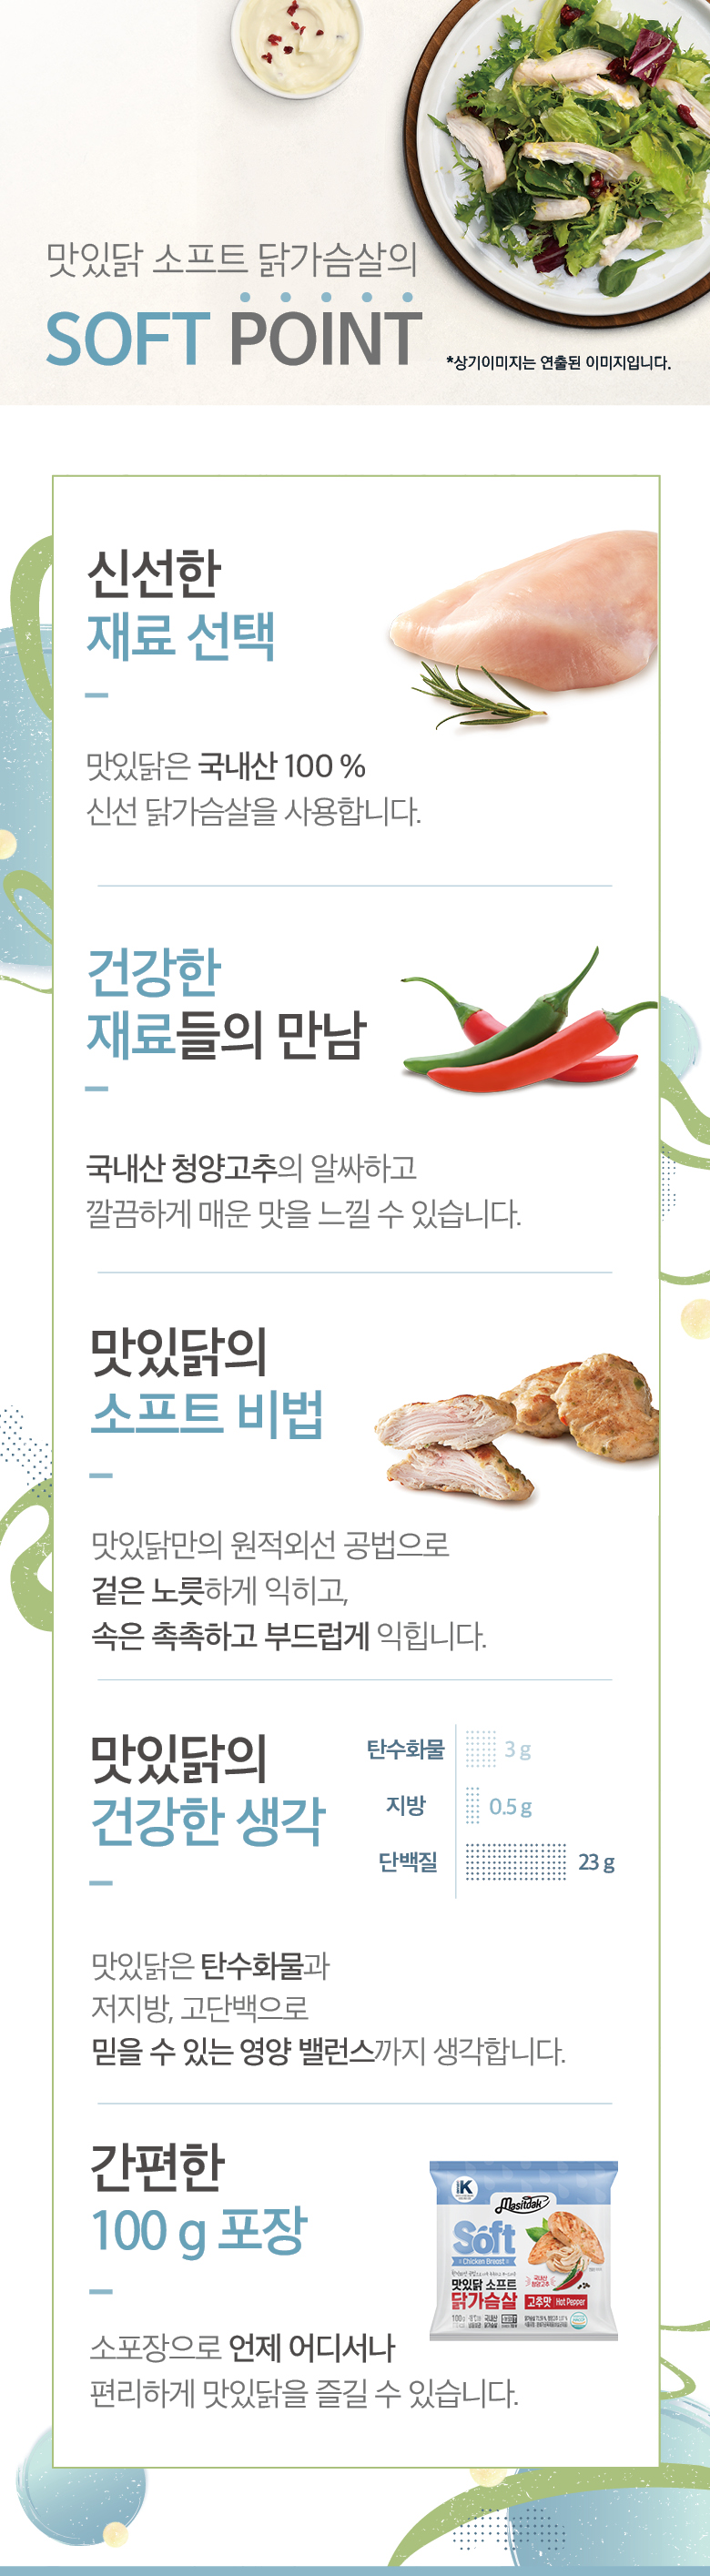 맛있닭 소프트 닭가슴살의
SOFT POINT
*상기이미지는 연출된 이미지입니다.
신선한
재료 선택
맛있닭은 국내산 100 %
신선 닭가슴살을 사용합니다.
건강한
재료들의 만남
국내산 청양고추의 알싸하고
깔끔하게 매운 맛을 느낄 수 있습니다.
맛있닭의
소프트 비법
맛있닭만의 원적외선 공법으로
겉은 노릇하게 익히고,
속은 촉촉하고 부드럽게 익힙니다.
맛있닭의
건강한 생각
탄수화물 3 g
지방 0.5 g
단백질 23 g
맛있닭은 탄수화물과
저지방, 고단백으로
믿을 수 있는 영양 밸런스까지 생각합니다.
간편한
100 g 포장
소포장으로 언제 어디서나
편리하게 맛있닭을 즐길 수 있습니다.
K
Masitdak
Soft
Chicken Breast
맛있닭 소프트
닭가슴살
국내산
청양고추
고추맛 Hot Pepper
100g